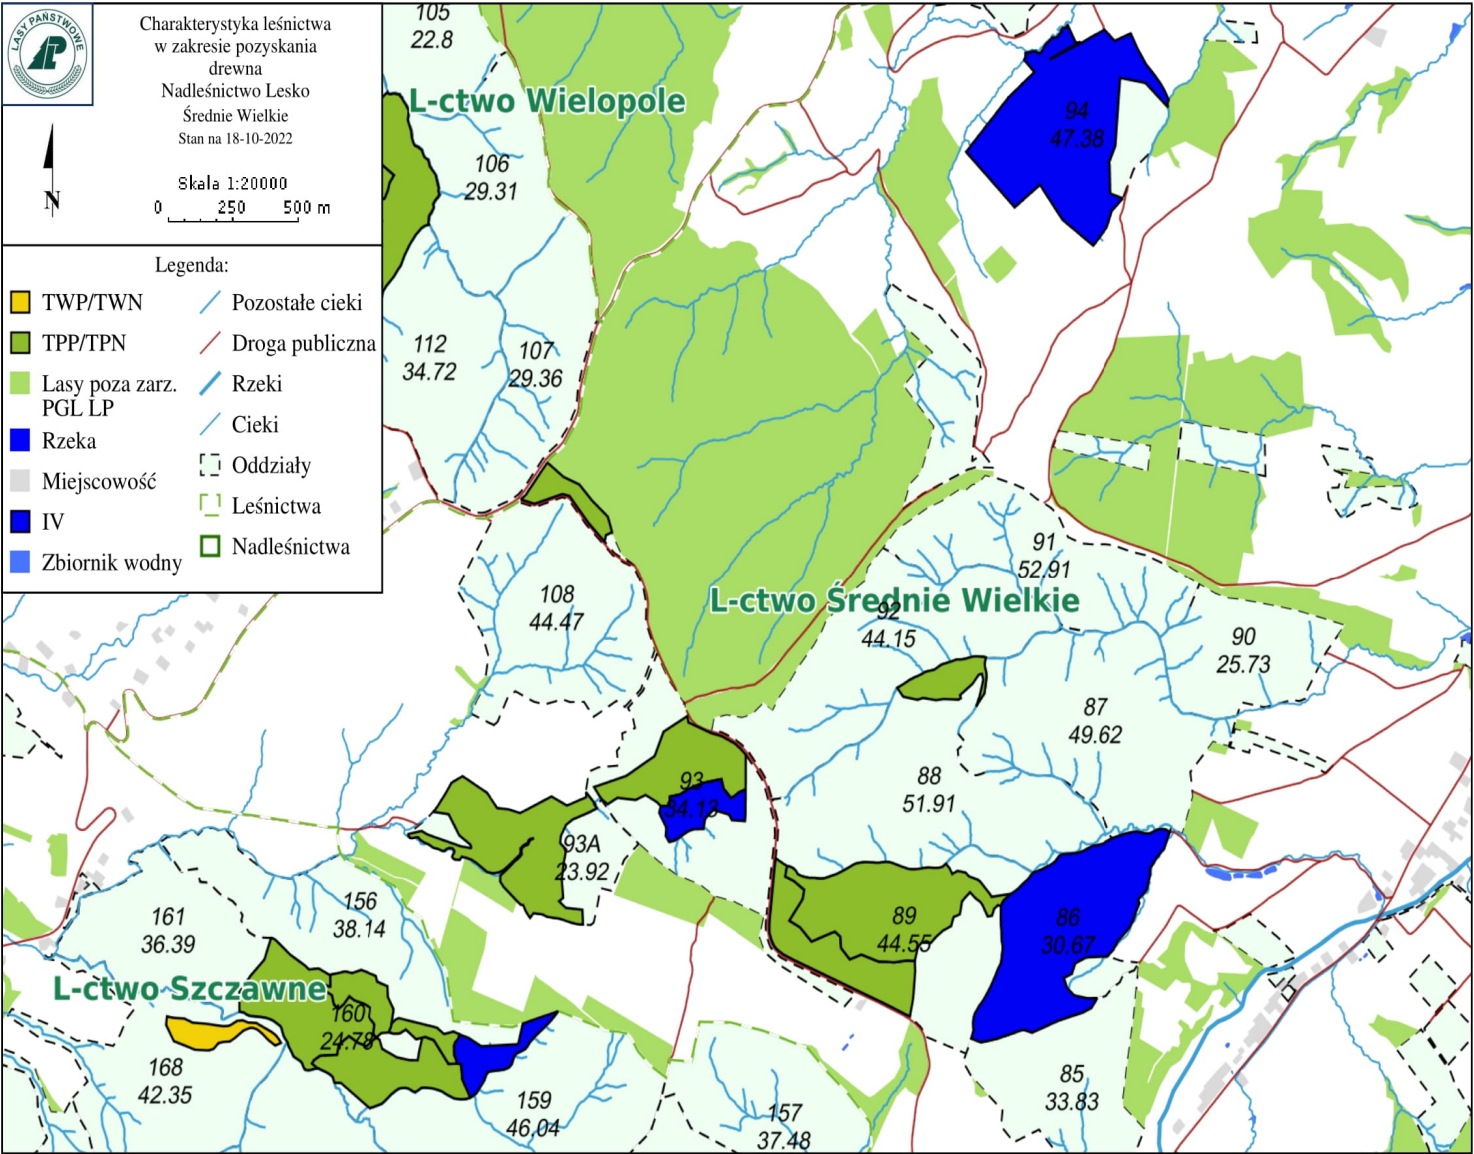 LASY PAŃSTWOWE
Charakterystyka leśnictwa
w zakresie pozyskania
drewna
Nadleśnictwo Lesko
Średnie Wielkie
Stan na 18-10-2022
N
Skala 1:20000
0 250 500 m
Legenda:
TWP/TWN
TPP/TPN
Lasy poza zarz.
PGL LP
Rzeka
Miejscowość
IV
Zbiornik wodny
Pozostałe cieki
Droga publiczna
Rzeki
Cieki
Oddziały
Leśnictwa
Nadleśnictwa
105
22.8
L-ctwo Wielopole
94
47.38
106
29.31
112
34.72
107
29.36
91
52.91
108
44.47
L-ctwo Średnie Wielkie
92
44.15
90
25.73
87
49.62
93
34.13
88
51.91
93A
23.92
156
38.14
161
36.39
89
44.55
86
30.67
L-ctwo Szczawne
160
24.78
168
42.35
159
46.04
157
37.48
85
33.83